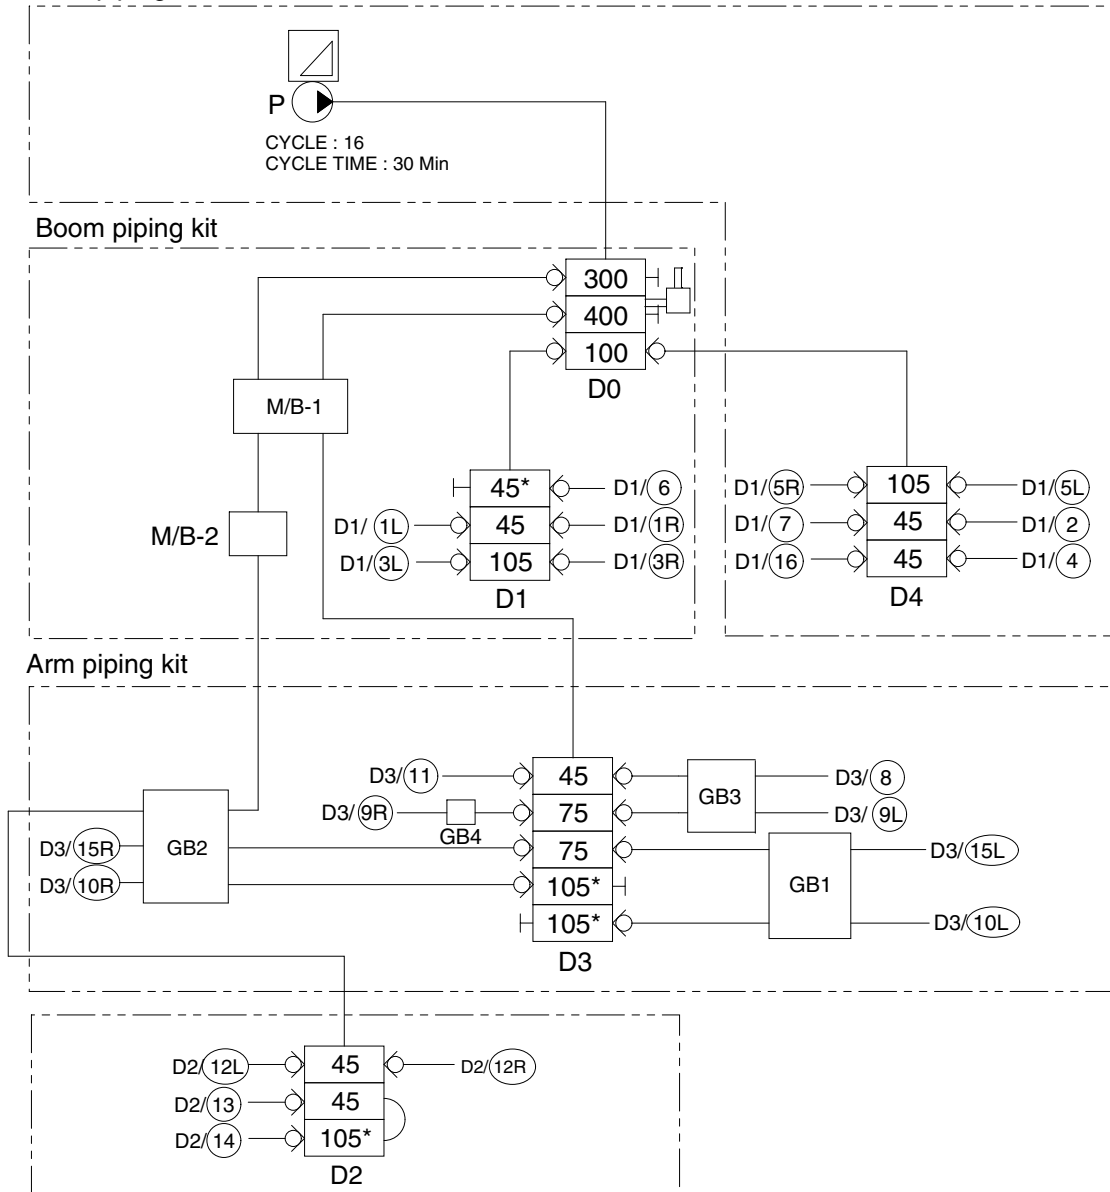 P
CYCLE : 16
CYCLE TIME : 30 Min
Boom piping kit
300
400
100
D0
M/B-1
M/B-2
45*
D1/ 6
D1/ 1L
45
D1/ 1R
D1/ 3L
105
D1/ 3R
D1
D1/ 5R
105
D1/ 5L
D1/ 7
45
D1/ 2
D1/ 16
45
D1/ 4
D4
Arm piping kit
D3/ 11
45
GB3
D3/ 8
D3/ 9R
GB4
75
D3/ 9L
D3/ 15R
GB2
75
GB1
D3/ 15L
D3/ 10R
105*
105*
D3/ 10L
D3
D2/ 12L
45
D2/ 12R
D2/ 13
45
D2/ 14
105*
D2